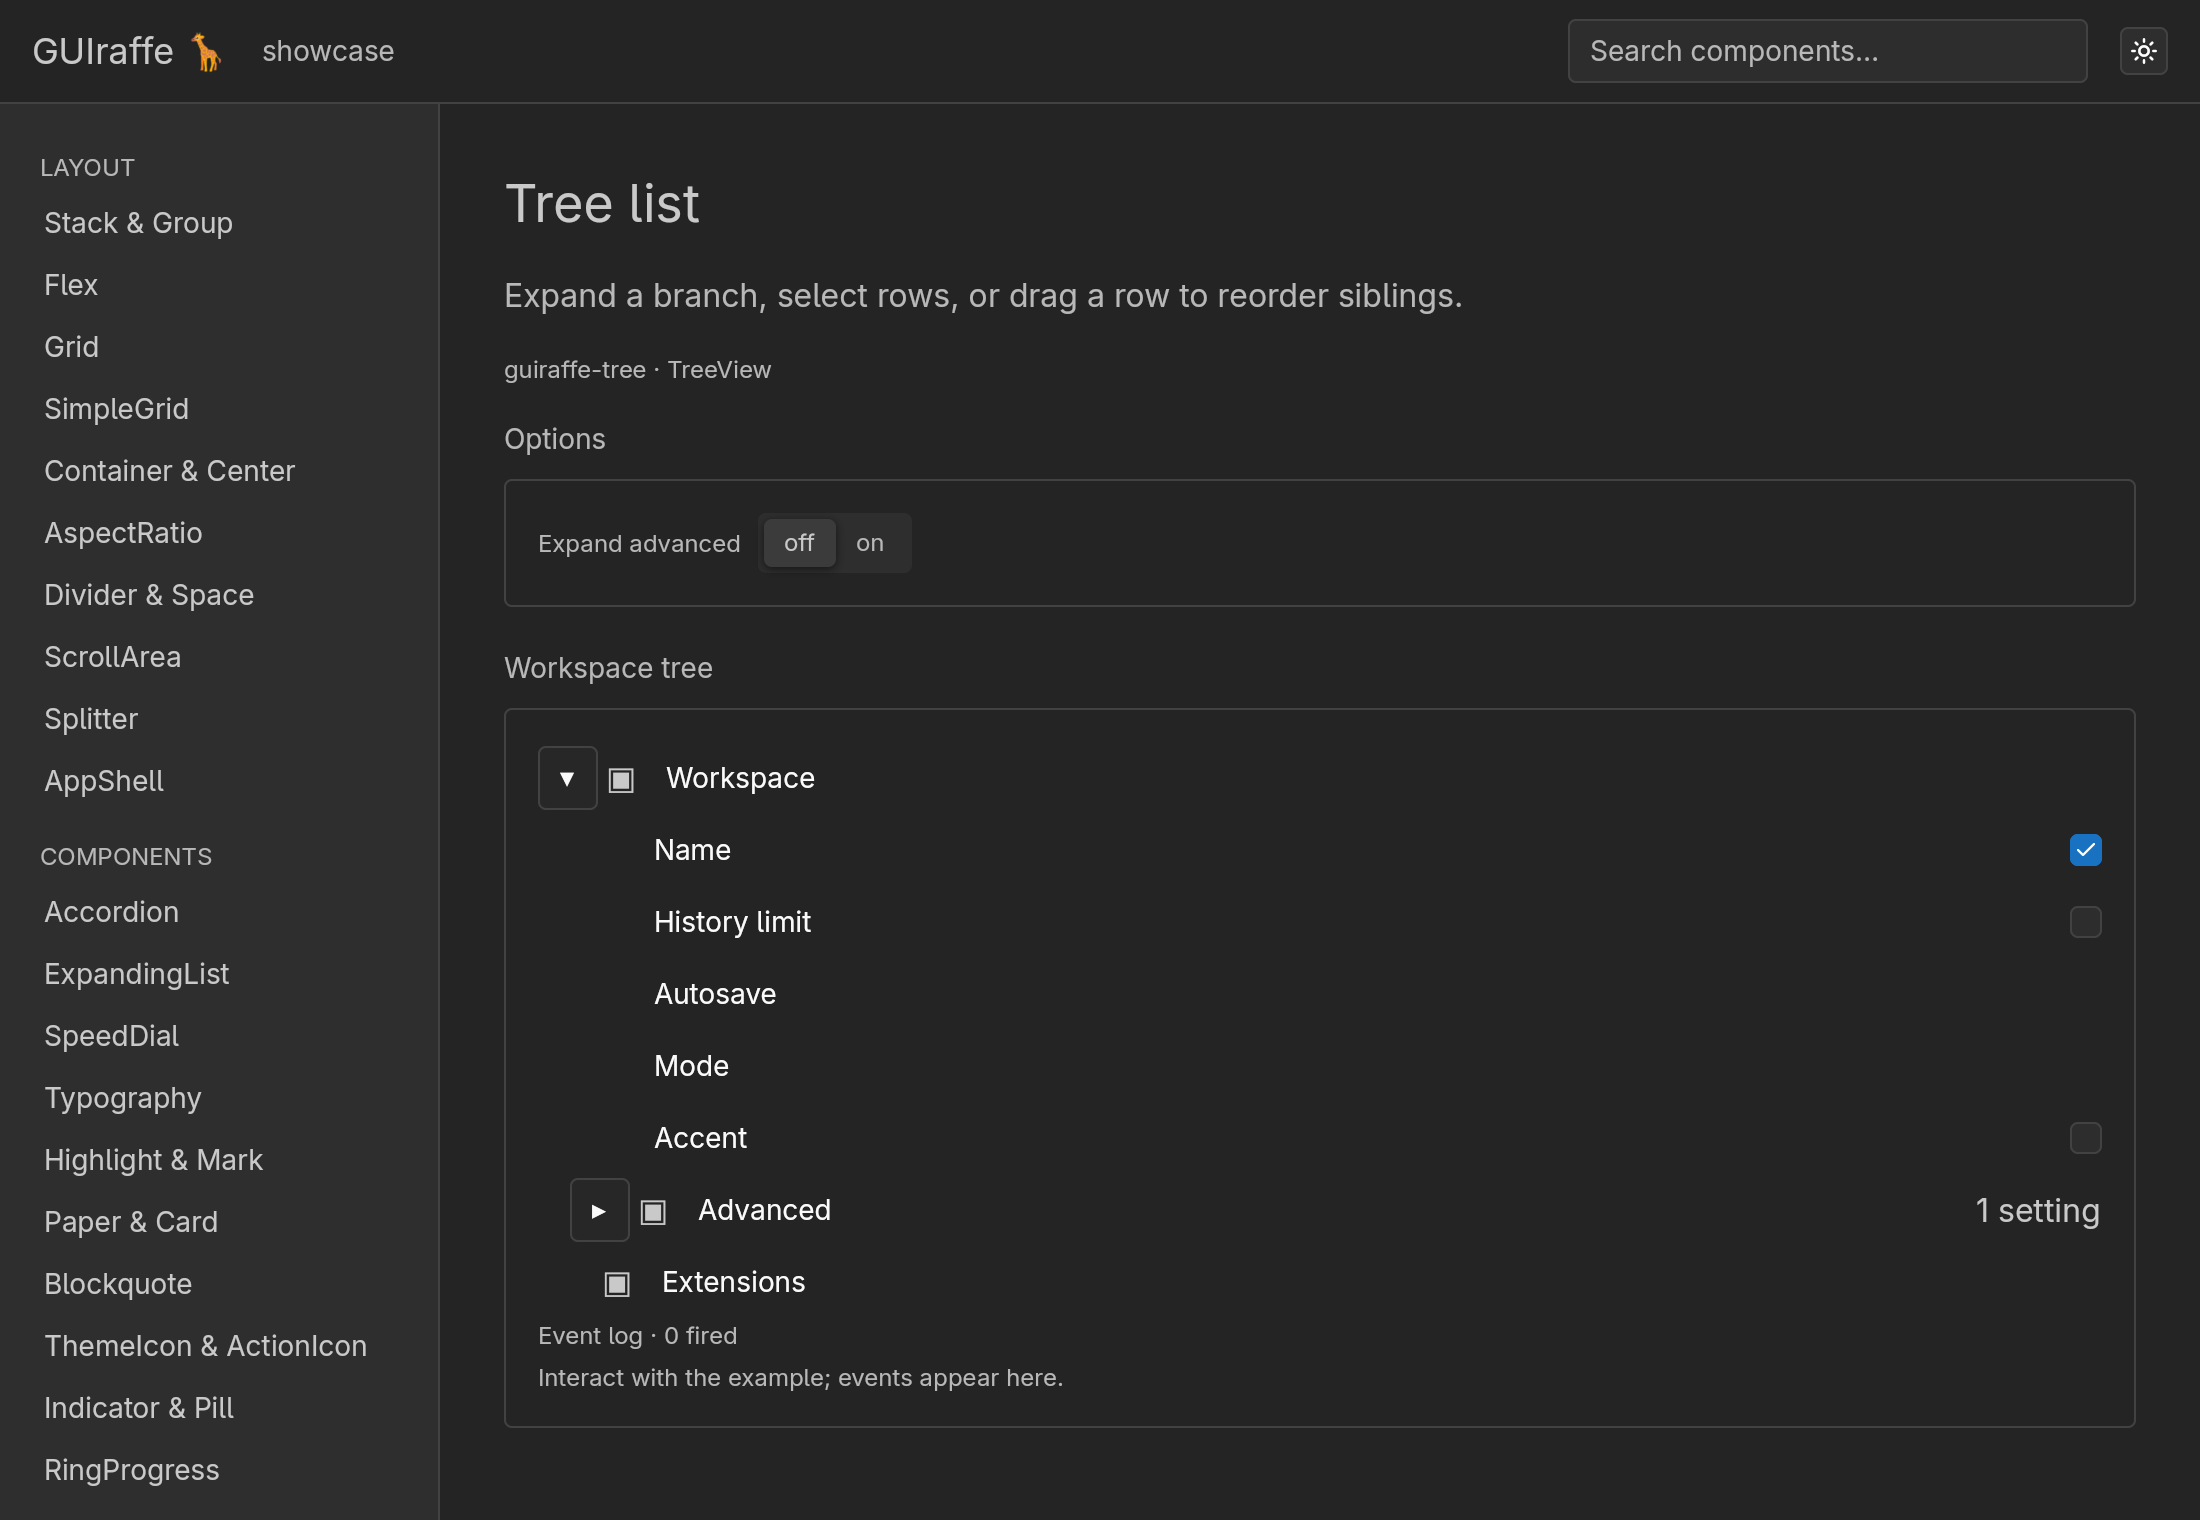 GUIraffe 🦒 showcase
Search components...
LAYOUT
Stack & Group
Flex
Grid
SimpleGrid
Container & Center
AspectRatio
Divider & Space
ScrollArea
Splitter
AppShell
COMPONENTS
Accordion
ExpandingList
SpeedDial
Typography
Highlight & Mark
Paper & Card
Blockquote
ThemeIcon & ActionIcon
Indicator & Pill
RingProgress
Tree list
Expand a branch, select rows, or drag a row to reorder siblings.
guiraffe-tree · TreeView
Options
Expand advanced off on
Workspace tree
▼ ▣ Workspace
Name
History limit
Autosave
Mode
Accent
▶ ▣ Advanced 1 setting
▣ Extensions
Event log · 0 fired
Interact with the example; events appear here.